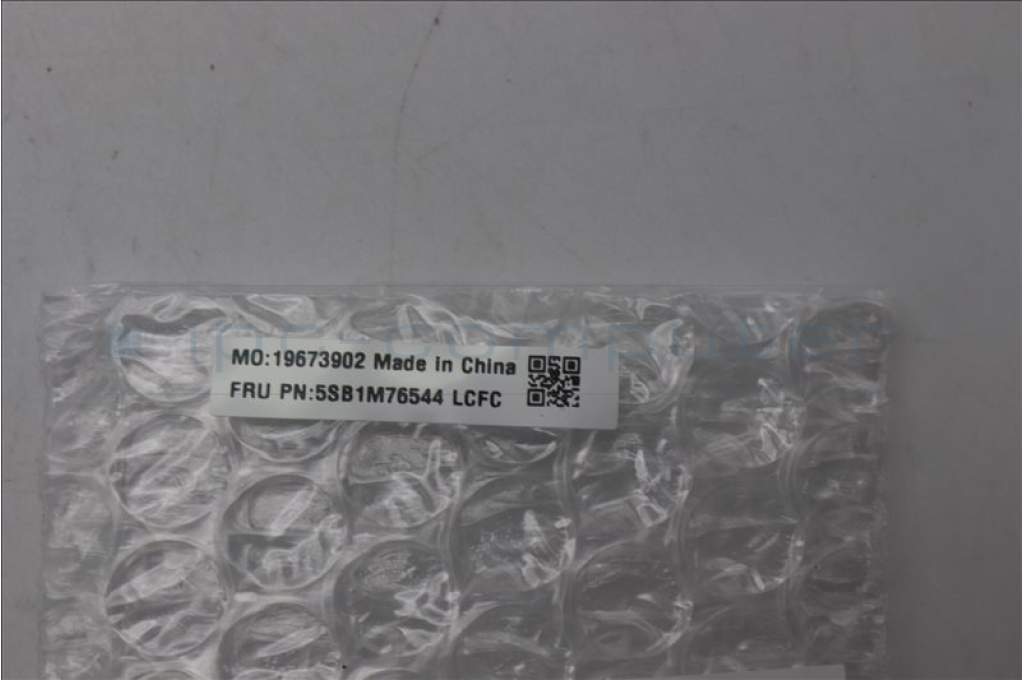 MO:19673902 Made in China
FRU PN:5SB1M76544 LCFC